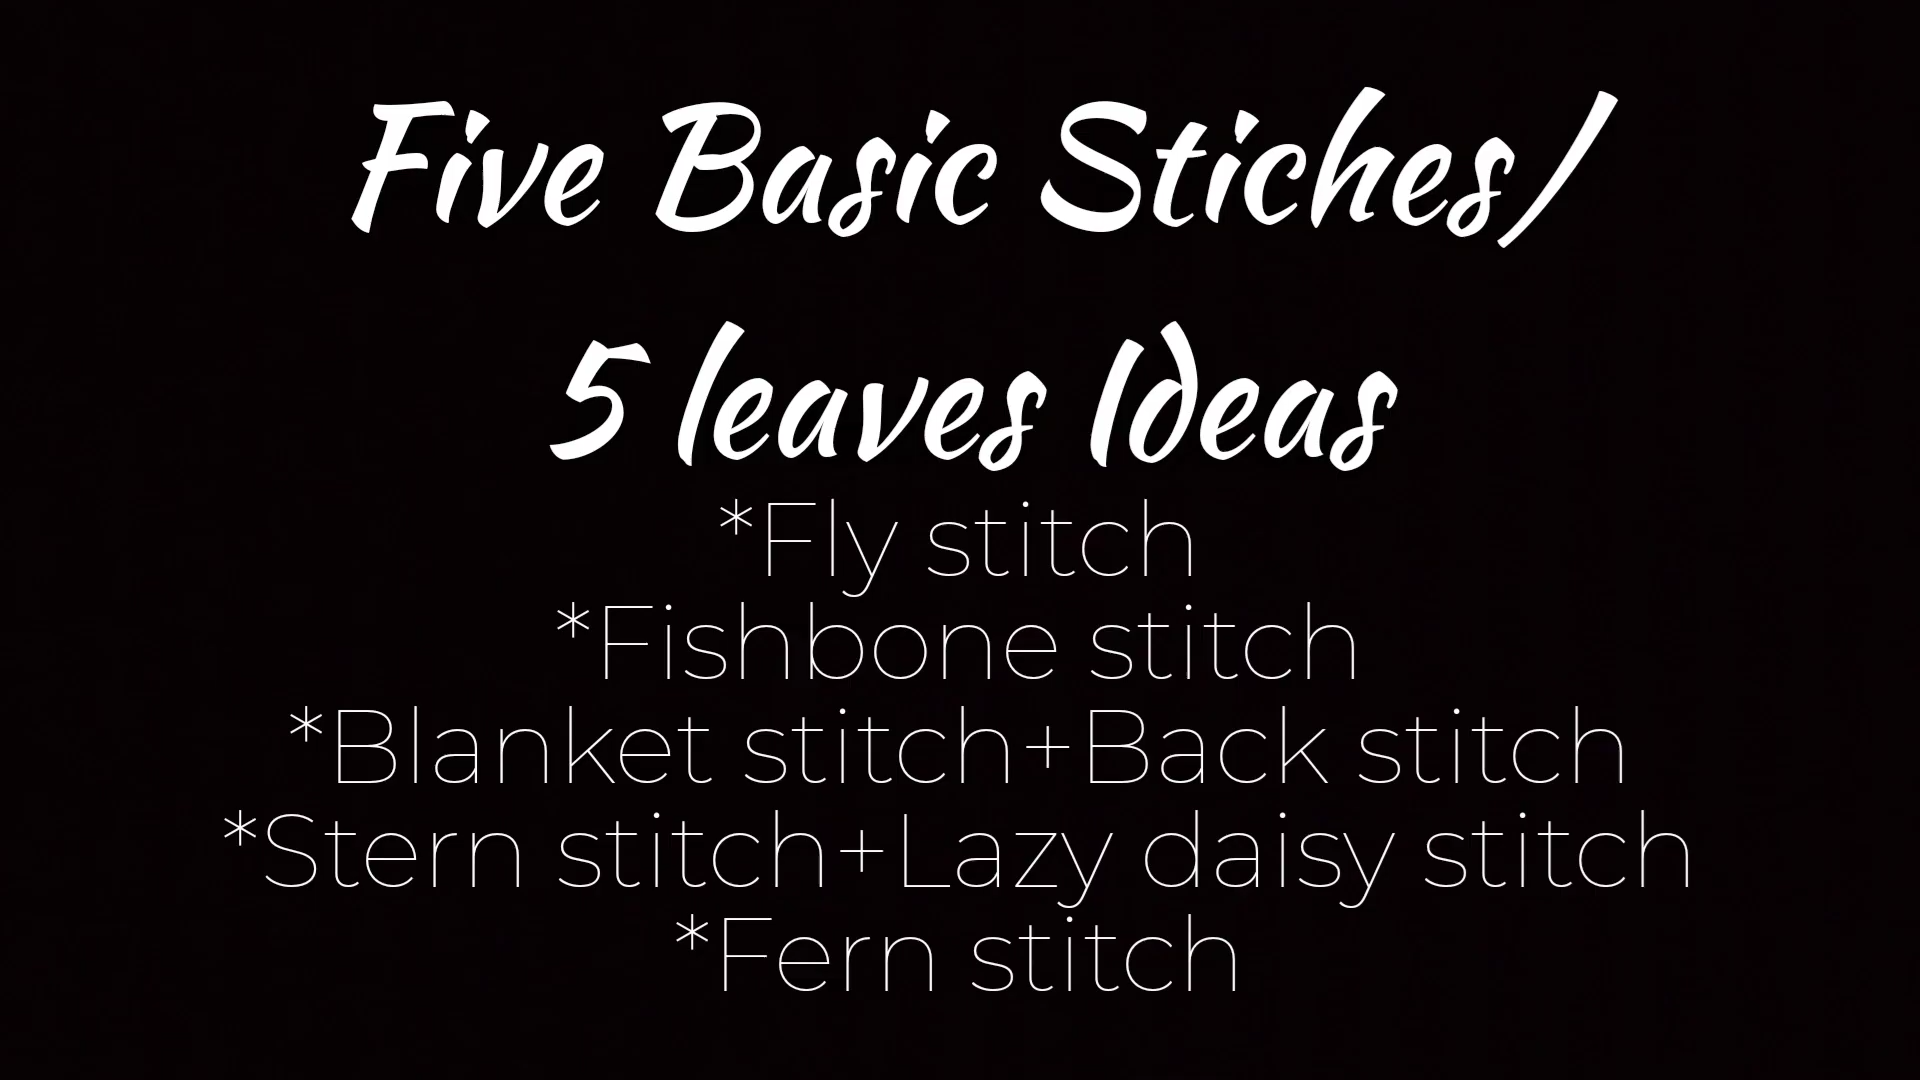 Five Basic Stiches/
5 leaves Ideas
*Fly stitch
*Fishbone stitch
*Blanket stitch+Back stitch
*Stern stitch+Lazy daisy stitch
*Fern stitch